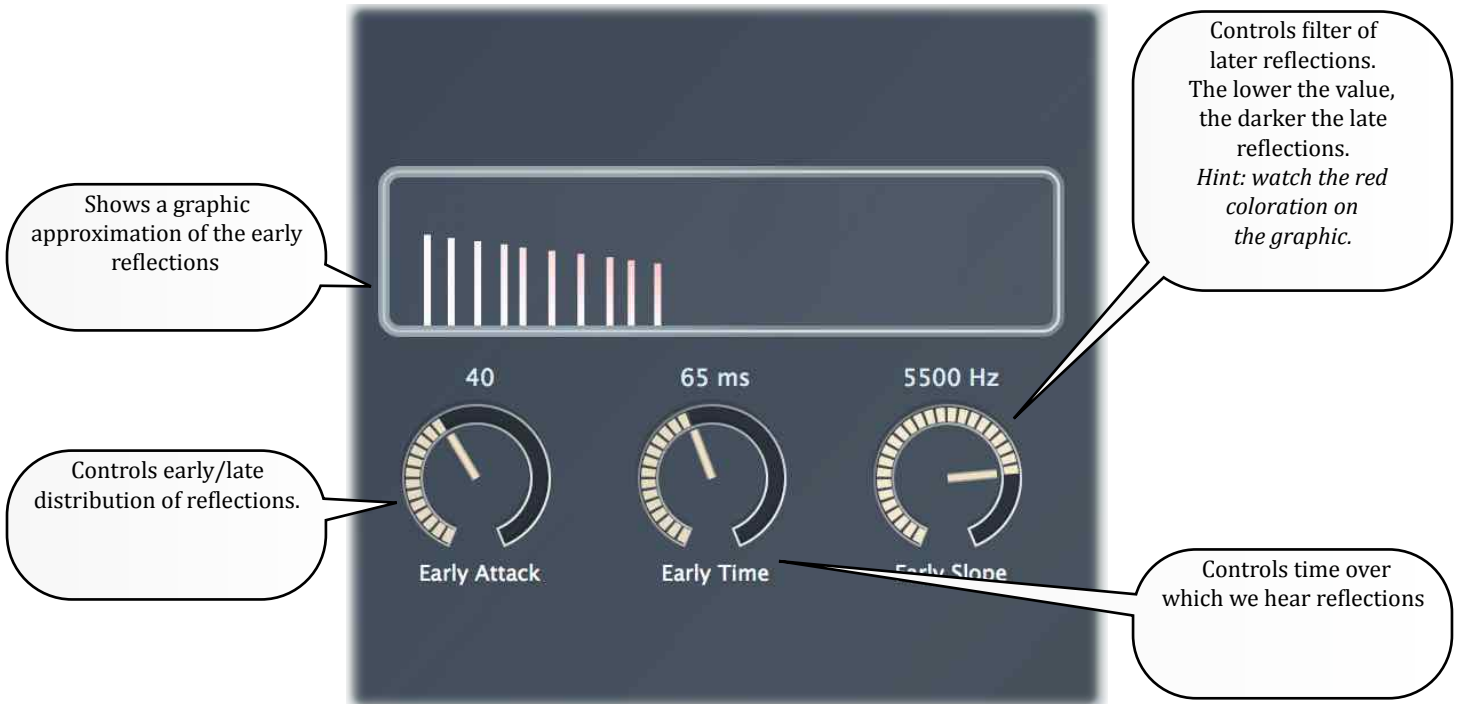 Controls filter of
later reflections.
The lower the value,
the darker the late
reflections.
Hint: watch the red
coloration on
the graphic.
Shows a graphic
approximation of the early
reflections
40
65 ms
5500 Hz
Controls early/late
distribution of reflections.
Early Attack
Early Time
Early Slope
Controls time over
which we hear reflections